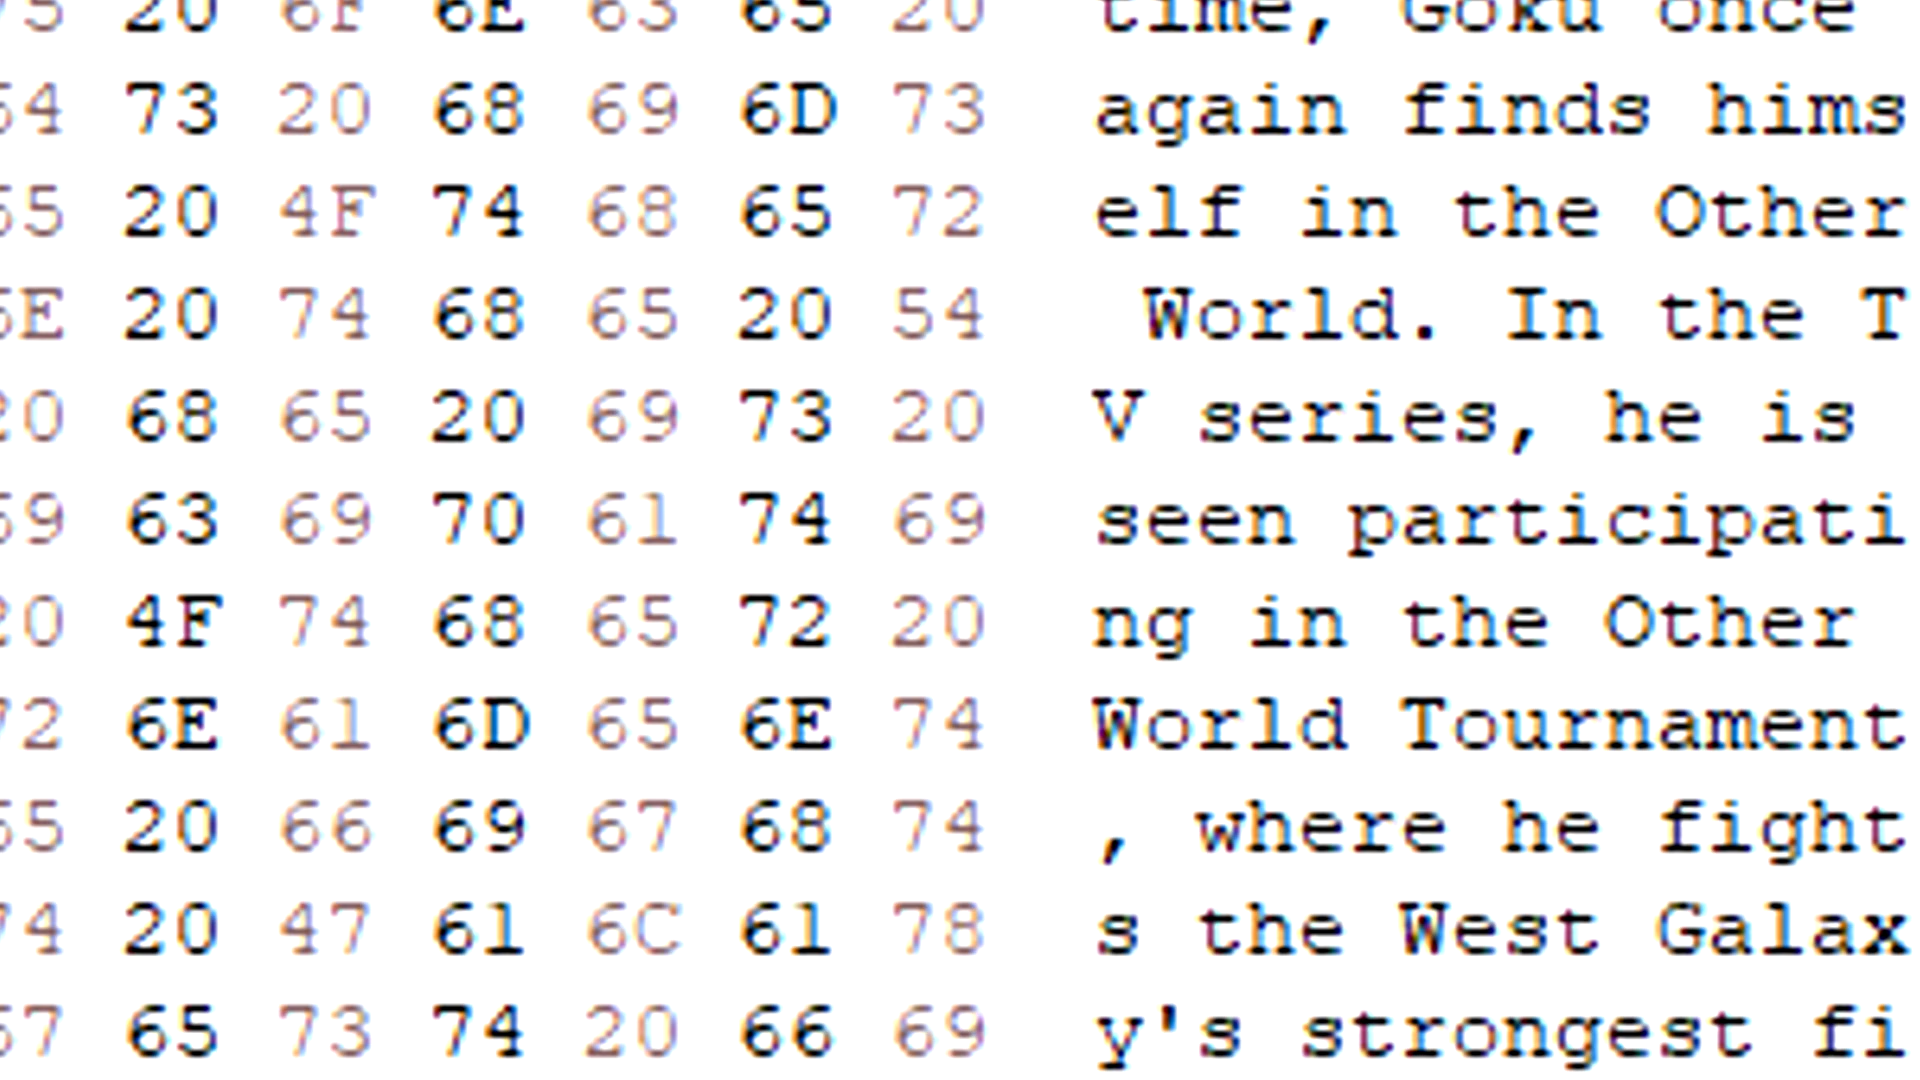 20 6F 6E 63 65 20 time, Goku once
73 20 68 69 6D 73 again finds hims
20 4F 74 68 65 72 elf in the Other
20 74 68 65 20 54 World. In the T
68 65 20 69 73 20 V series, he is
63 69 70 61 74 69 seen participati
4F 74 68 65 72 20 ng in the Other
6E 61 6D 65 6E 74 World Tournament
20 66 69 67 68 74 , where he fight
20 47 61 6C 61 78 s the West Galax
65 73 74 20 66 69 y's strongest fi